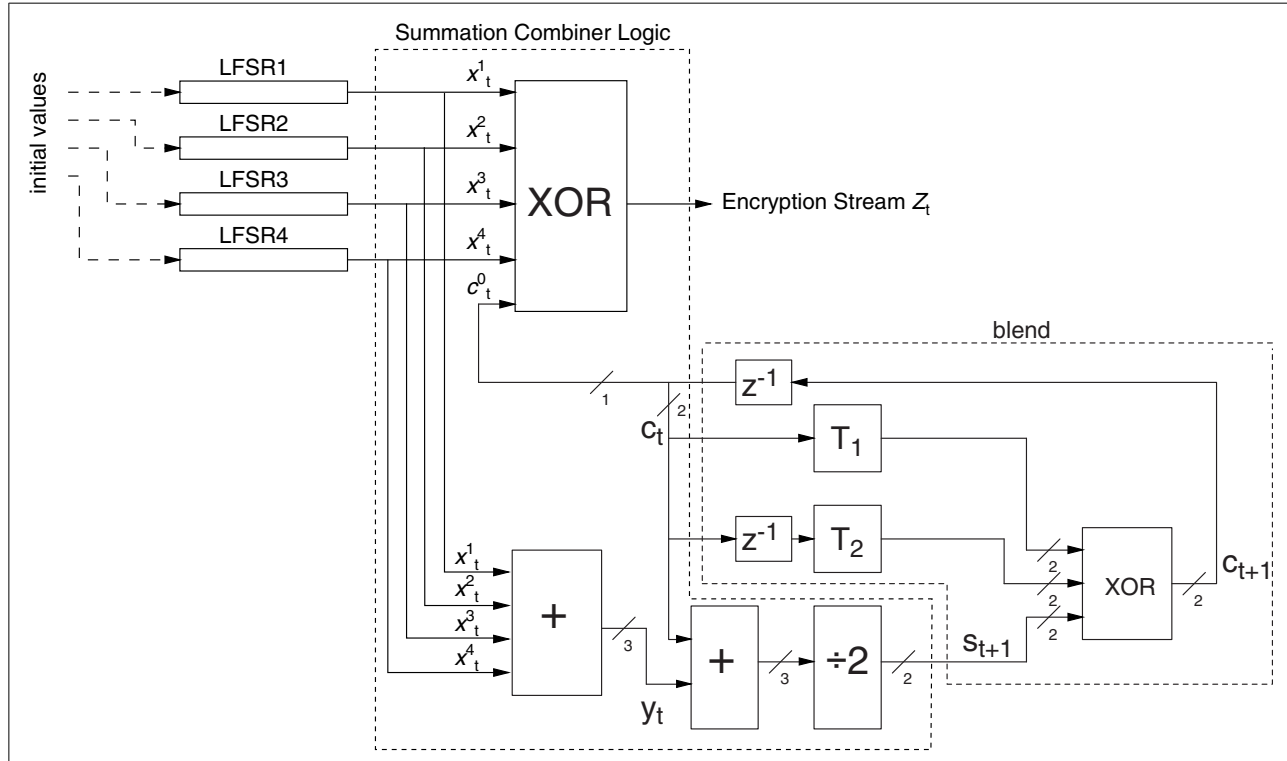 Summation Combiner Logic
initial values
LFSR1
LFSR2
LFSR3
LFSR4
x¹ₜ
x²ₜ
x³ₜ
x⁴ₜ
c⁰ₜ
XOR
Encryption Stream Zₜ
blend
1
2
z⁻¹
cₜ
T₁
z⁻¹
T₂
2
2
2
XOR
2
cₜ₊₁
x¹ₜ
x²ₜ
x³ₜ
x⁴ₜ
+
3
yₜ
+
3
÷2
2
sₜ₊₁